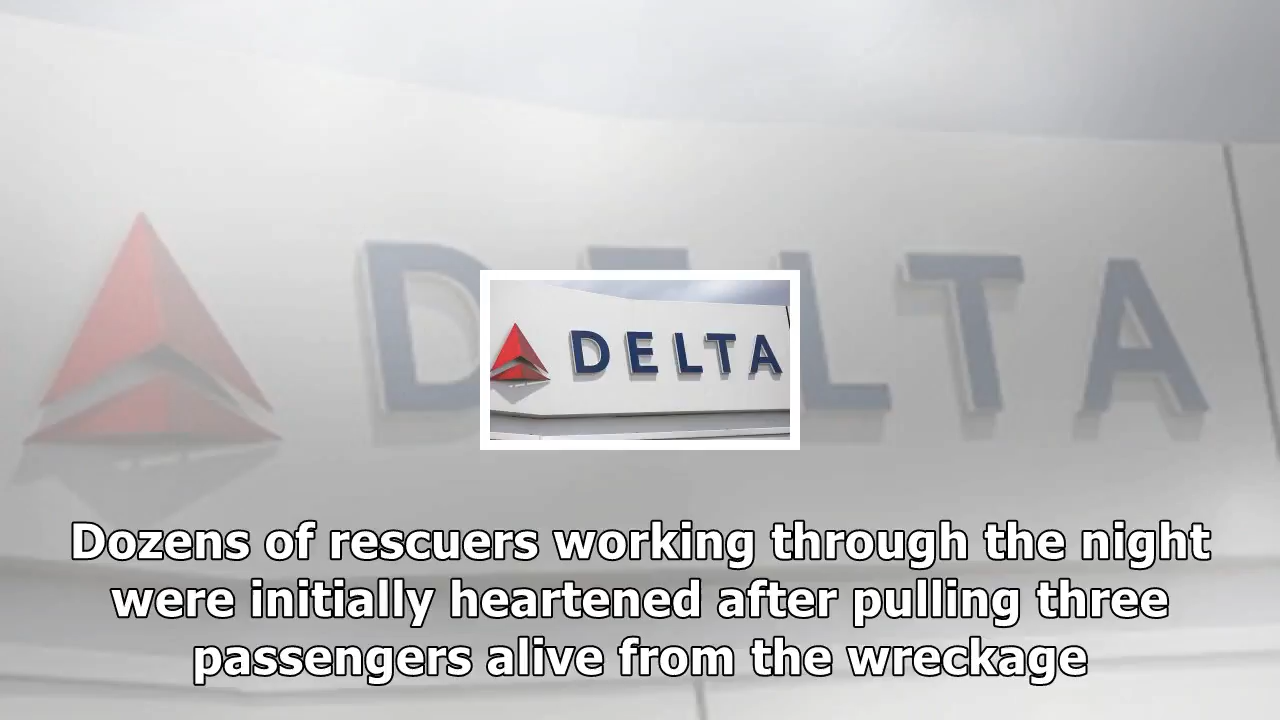 DELTA
DELTA
Dozens of rescuers working through the night
were initially heartened after pulling three
passengers alive from the wreckage